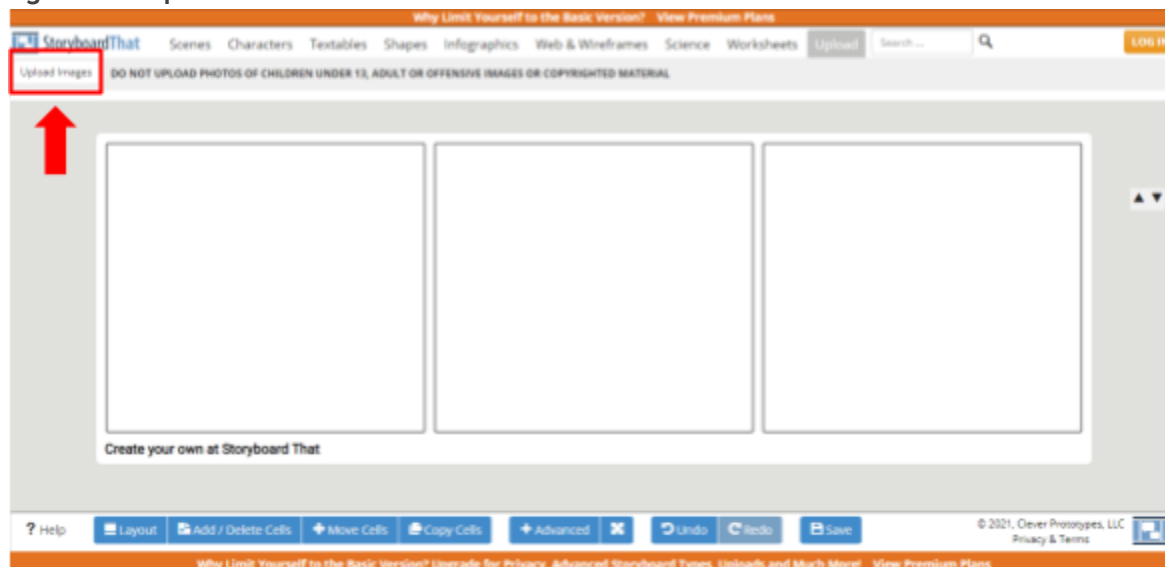 Why Limit Yourself to the Basic Version? View Premium Plans
StoryboardThat Scenes Characters Textables Shapes Infographics Web & Wireframes Science Worksheets Upload Search ... LOG IN
Upload Images DO NOT UPLOAD PHOTOS OF CHILDREN UNDER 13, ADULT OR OFFENSIVE IMAGES OR COPYRIGHTED MATERIAL
Create your own at Storyboard That
? Help Layout Add / Delete Cells Move Cells Copy Cells Advanced Undo Redo Save © 2021, Clever Prototypes, LLC
Privacy & Terms
Why Limit Yourself to the Basic Version? Upgrade for Privacy, Advanced Storyboard Types, Uploads and Much More! View Premium Plans